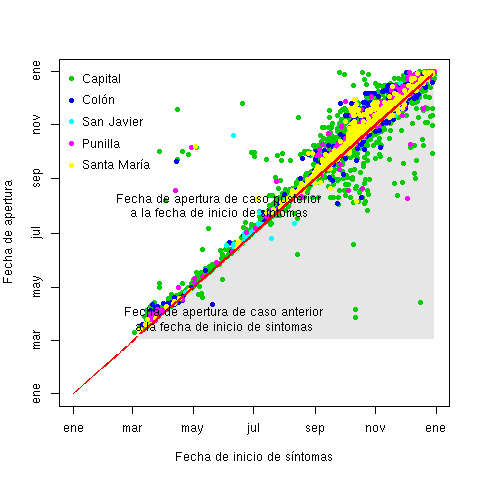 Capital
Colón
San Javier
Punilla
Santa María
Fecha de apertura de caso posterior
a la fecha de inicio de síntomas
Fecha de apertura de caso anterior
a la fecha de inicio de sintomas
Fecha de apertura
ene
nov
sep
jul
may
mar
ene
ene
mar
may
jul
sep
nov
ene
Fecha de inicio de síntomas